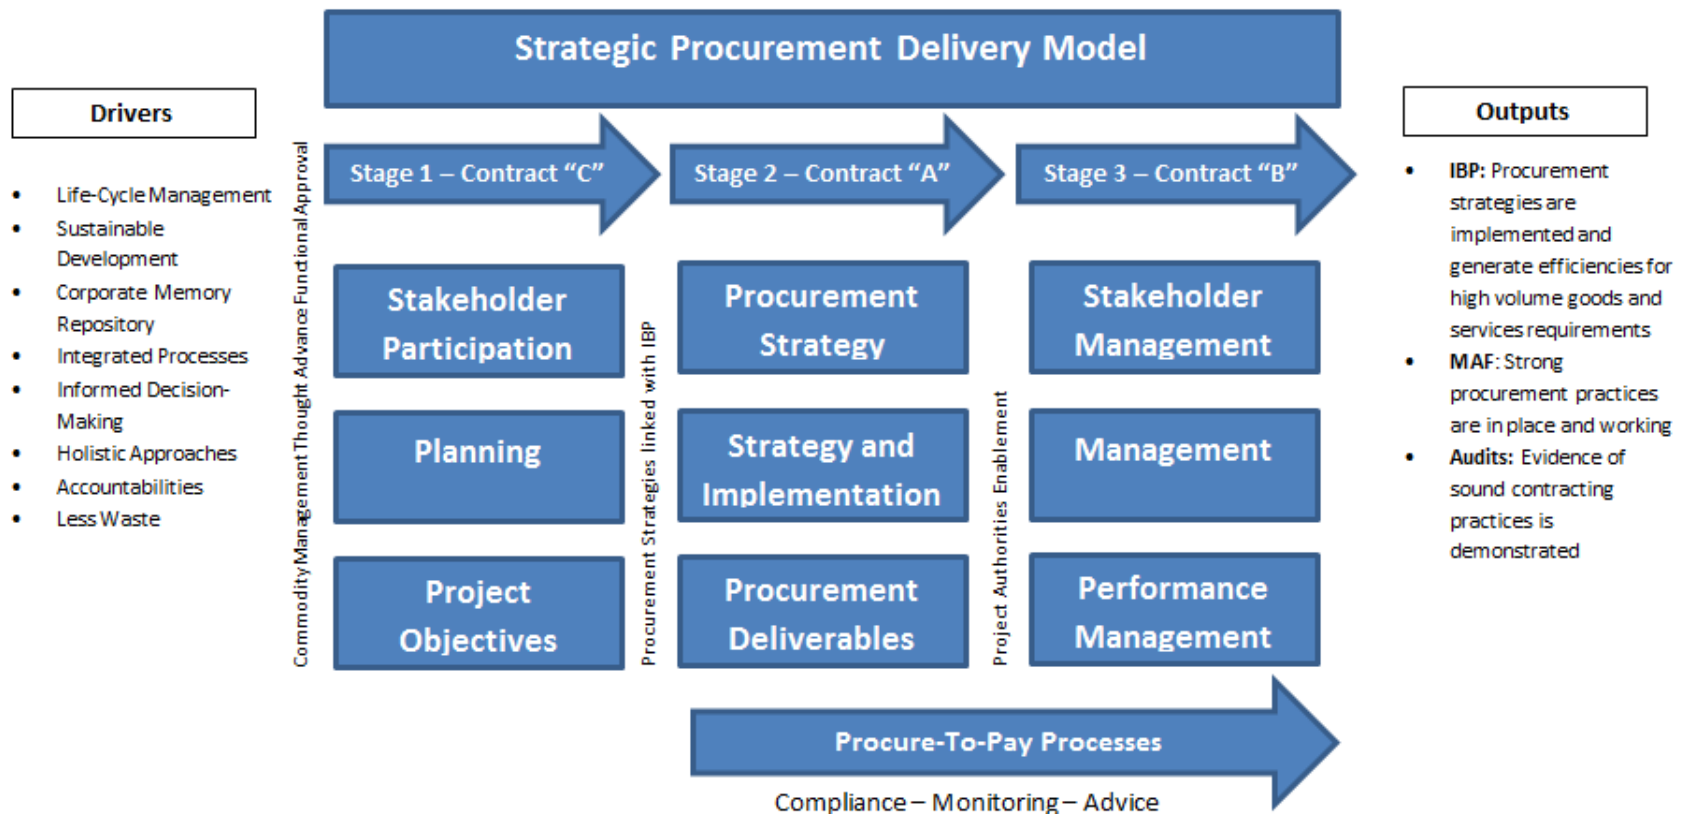 Strategic Procurement Delivery Model
Drivers
• Life-Cycle Management
• Sustainable
Development
• Corporate Memory
Repository
• Integrated Processes
• Informed Decision-
Making
• Holistic Approaches
• Accountabilities
• Less Waste
Commodity Management Thought Advance Functional Approval
Stage 1 – Contract “C”
Stakeholder
Participation
Planning
Project
Objectives
Procurement Strategies linked with IBP
Stage 2 – Contract “A”
Procurement
Strategy
Strategy and
Implementation
Procurement
Deliverables
Project Authorities Enablement
Stage 3 – Contract “B”
Stakeholder
Management
Management
Performance
Management
Procure-To-Pay Processes
Compliance – Monitoring – Advice
Outputs
• IBP: Procurement
strategies are
implemented and
generate efficiencies for
high volume goods and
services requirements
• MAF: Strong
procurement practices
are in place and working
• Audits: Evidence of
sound contracting
practices is
demonstrated